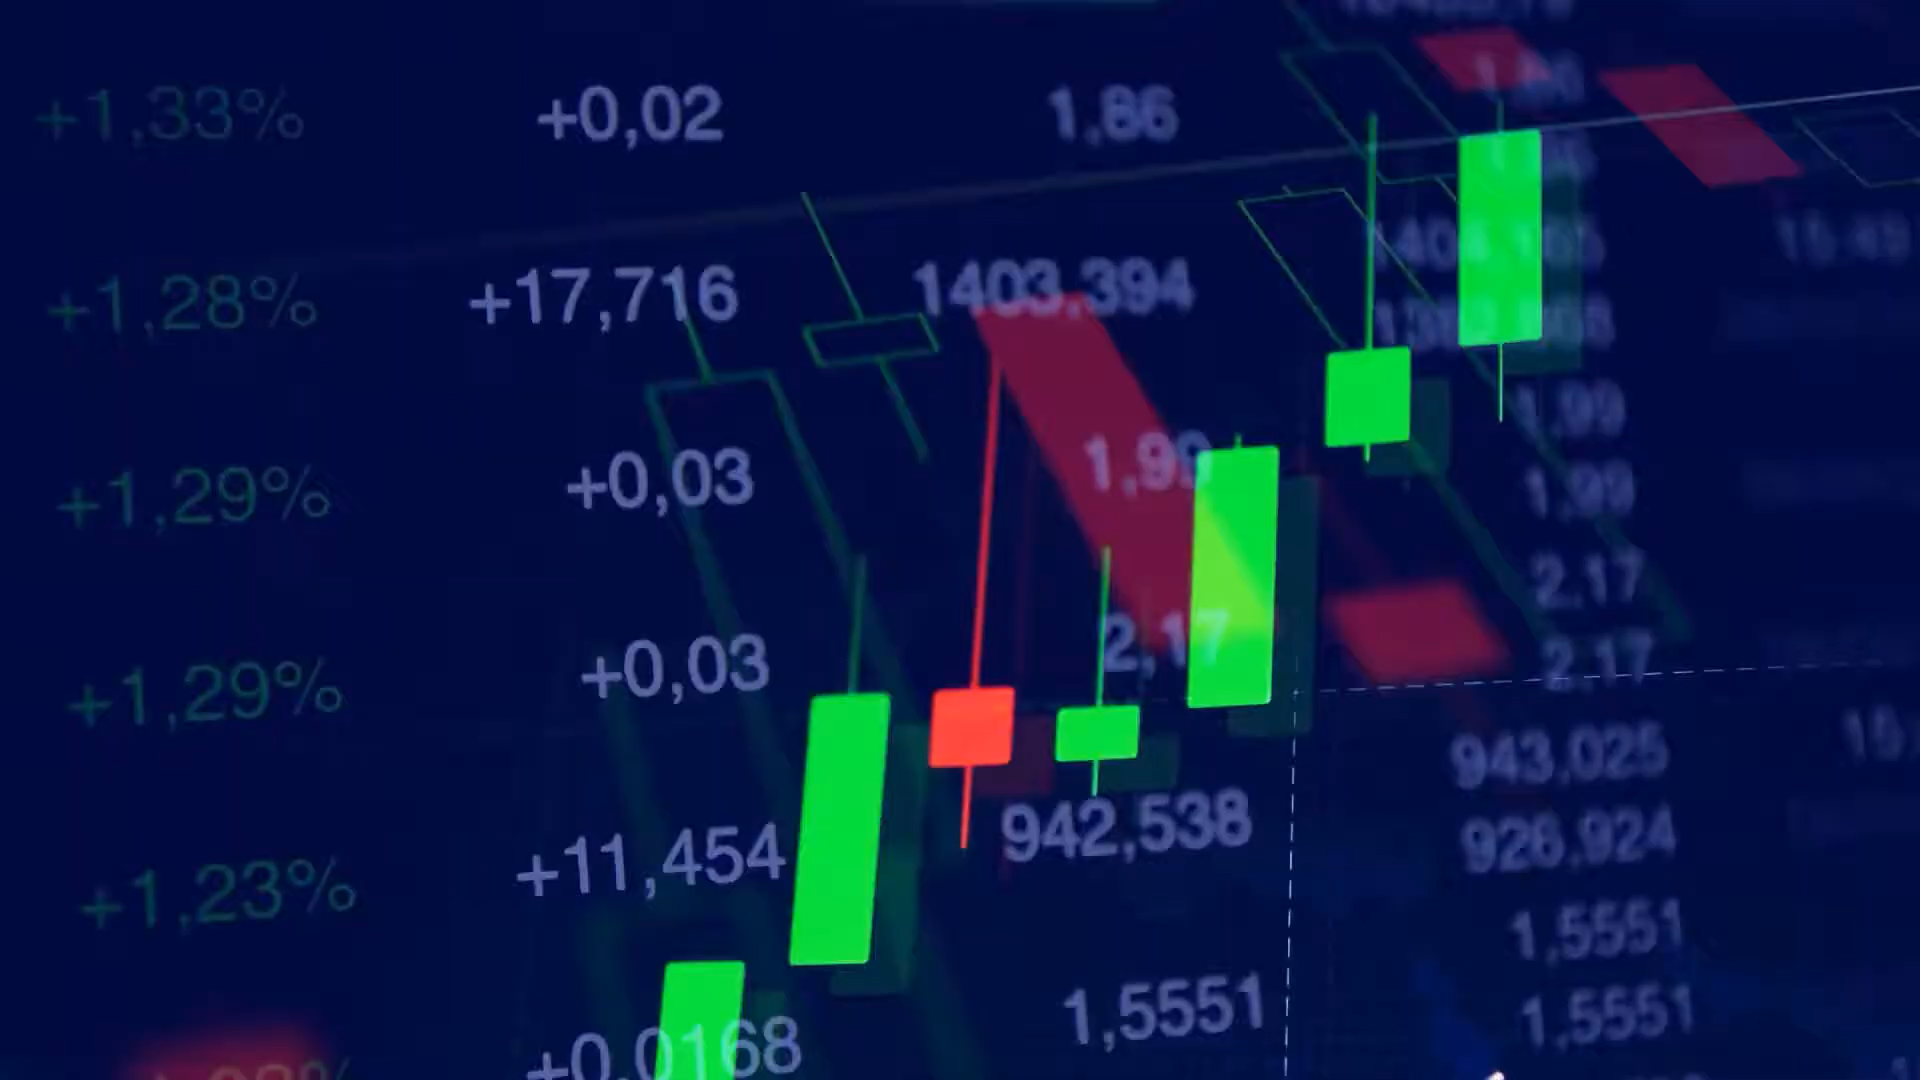 +1,33% +0,02 1,86
+17,716 1403,394
+1,28%
1,99
+1,29% +0,03 1,99
1,99
2,17
+1,29% +0,03 2,17
2,17
943,025
+11,454 942,538 926,924
+1,23%
1,5551
+0,0168 1,5551 1,5551